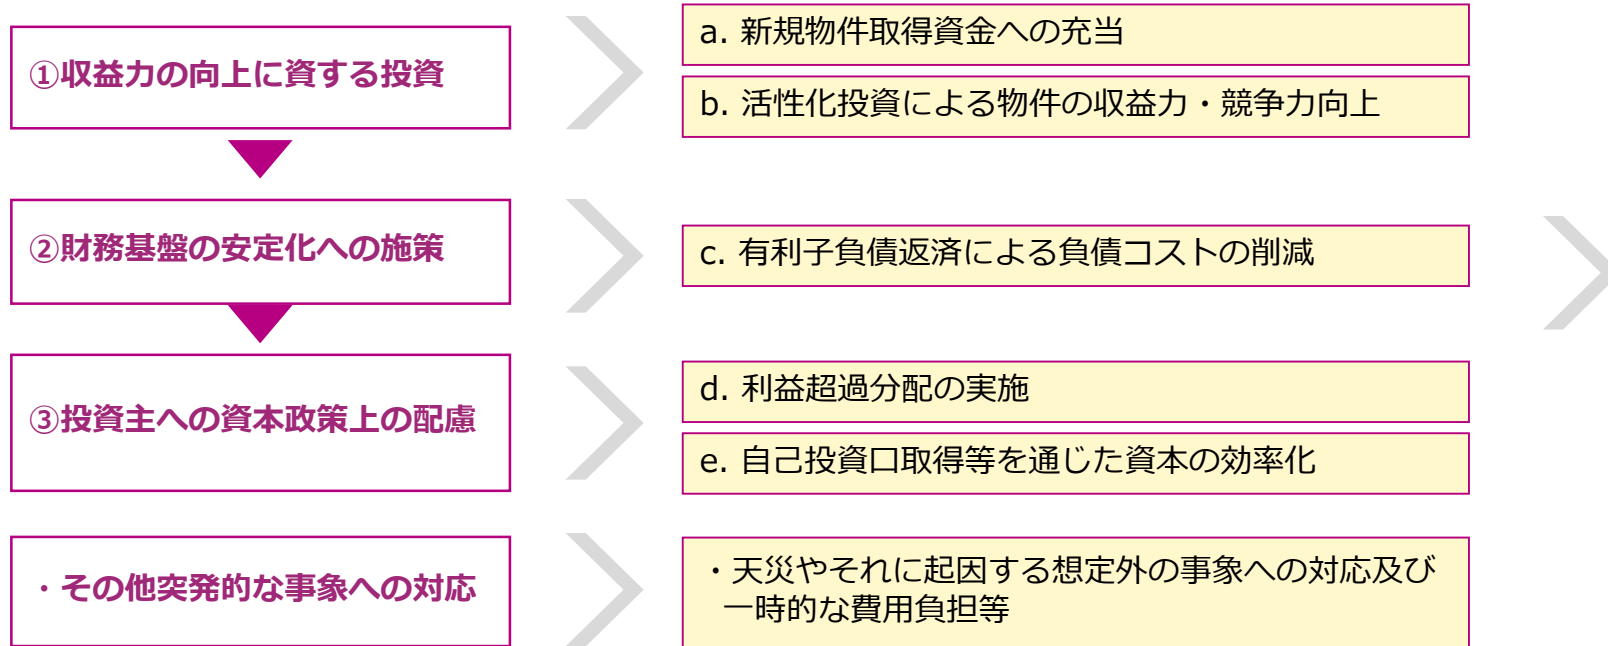 ①収益力の向上に資する投資
a. 新規物件取得資金への充当
b. 活性化投資による物件の収益力・競争力向上
②財務基盤の安定化への施策
c. 有利子負債返済による負債コストの削減
③投資主への資本政策上の配慮
d. 利益超過分配の実施
e. 自己投資口取得等を通じた資本の効率化
・その他突発的な事象への対応
・天災やそれに起因する想定外の事象への対応及び
一時的な費用負担等